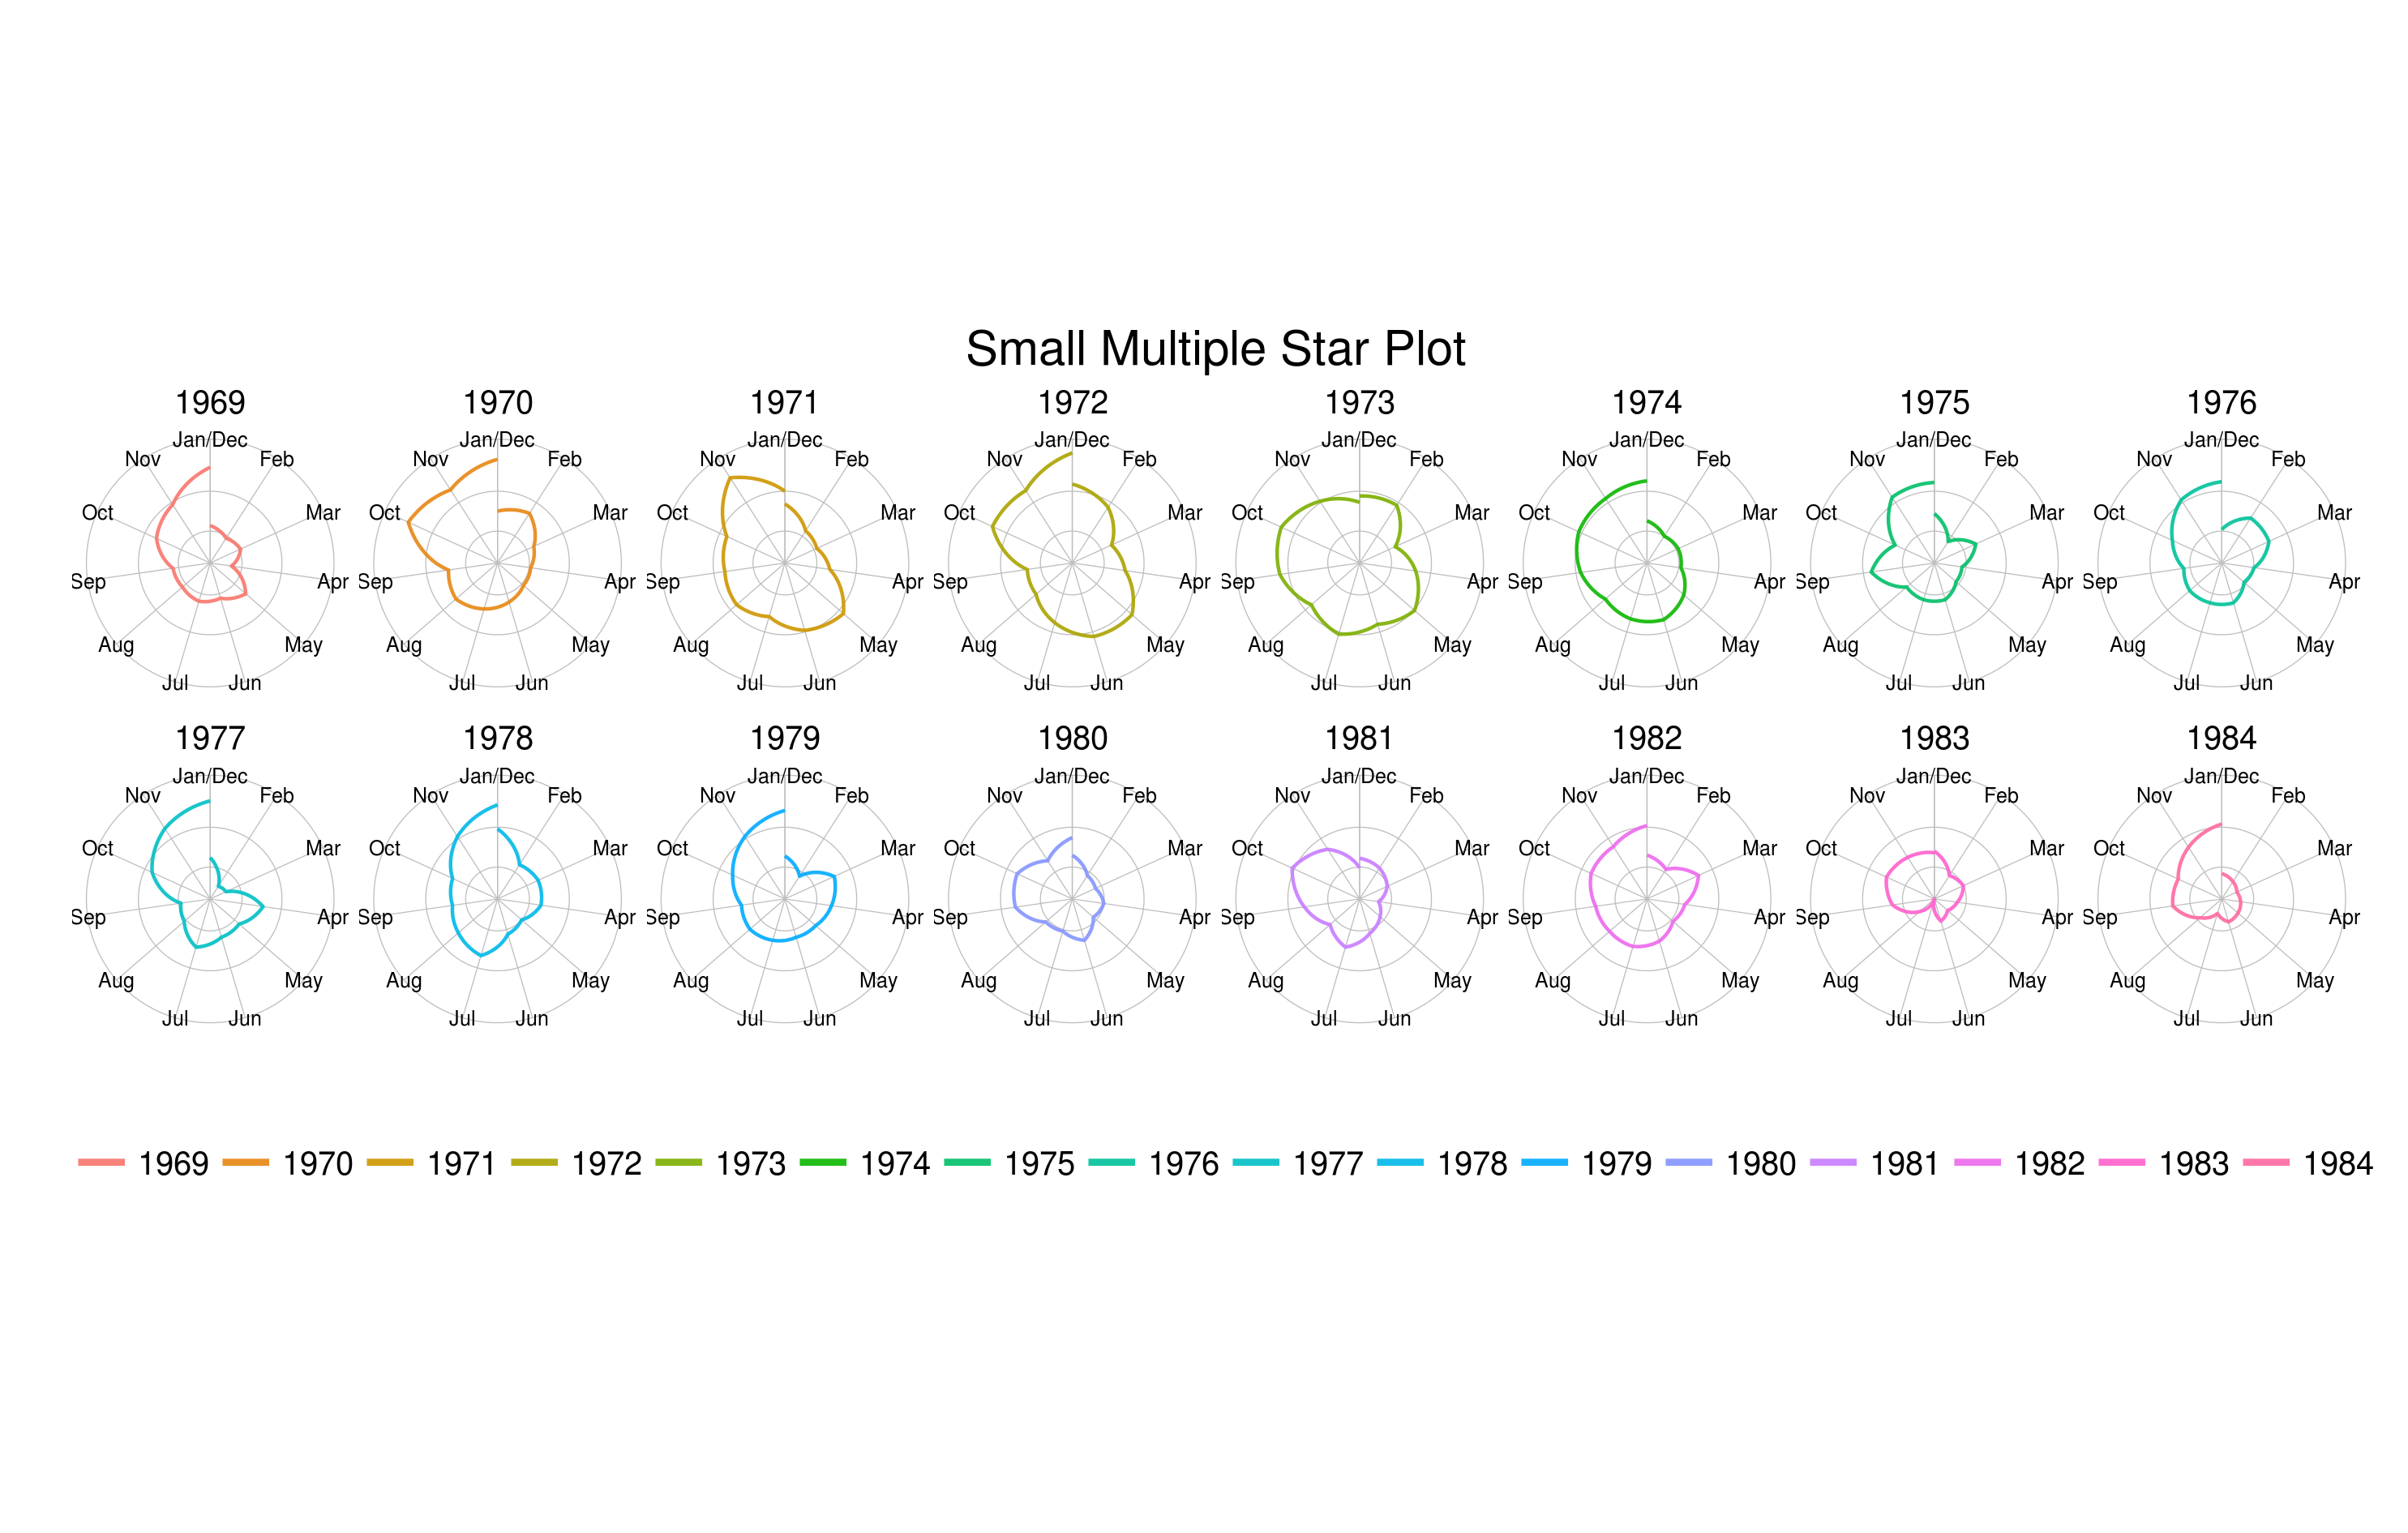 Small Multiple Star Plot
1969 1970 1971 1972 1973 1974 1975 1976
Jan/Dec Jan/Dec Jan/Dec Jan/Dec Jan/Dec Jan/Dec Jan/Dec Jan/Dec
Nov Feb Nov Feb Nov Feb Nov Feb Nov Feb Nov Feb Nov Feb Nov Feb
Oct Mar Oct Mar Oct Mar Oct Mar Oct Mar Oct Mar Oct Mar Oct Mar
Sep Apr Sep Apr Sep Apr Sep Apr Sep Apr Sep Apr Sep Apr Sep Apr
Aug May Aug May Aug May Aug May Aug May Aug May Aug May Aug May
Jul Jun Jul Jun Jul Jun Jul Jun Jul Jun Jul Jun Jul Jun Jul Jun
1977 1978 1979 1980 1981 1982 1983 1984
Jan/Dec Jan/Dec Jan/Dec Jan/Dec Jan/Dec Jan/Dec Jan/Dec Jan/Dec
Nov Feb Nov Feb Nov Feb Nov Feb Nov Feb Nov Feb Nov Feb Nov Feb
Oct Mar Oct Mar Oct Mar Oct Mar Oct Mar Oct Mar Oct Mar Oct Mar
Sep Apr Sep Apr Sep Apr Sep Apr Sep Apr Sep Apr Sep Apr Sep Apr
Aug May Aug May Aug May Aug May Aug May Aug May Aug May Aug May
Jul Jun Jul Jun Jul Jun Jul Jun Jul Jun Jul Jun Jul Jun Jul Jun
1969 1970 1971 1972 1973 1974 1975 1976 1977 1978 1979 1980 1981 1982 1983 1984